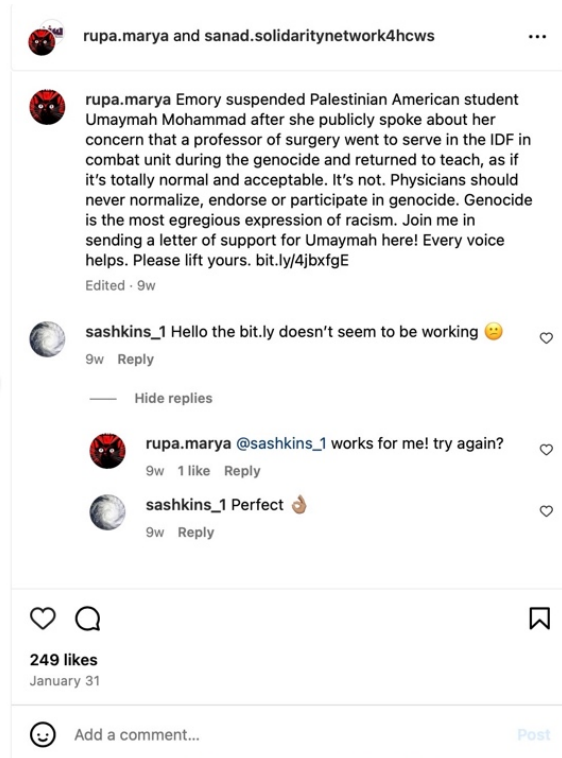 rupa.marya and sanad.solidaritynetwork4hcws
rupa.marya Emory suspended Palestinian American student
Umaymah Mohammad after she publicly spoke about her
concern that a professor of surgery went to serve in the IDF in
combat unit during the genocide and returned to teach, as if
it's totally normal and acceptable. It's not. Physicians should
never normalize, endorse or participate in genocide. Genocide
is the most egregious expression of racism. Join me in
sending a letter of support for Umaymah here! Every voice
helps. Please lift yours. bit.ly/4jbxfgE
Edited · 9w
sashkins_1 Hello the bit.ly doesn't seem to be working 😕
9w Reply
Hide replies
rupa.marya @sashkins_1 works for me! try again?
9w 1 like Reply
sashkins_1 Perfect 👌🏽
9w Reply
249 likes
January 31
Add a comment...
Post